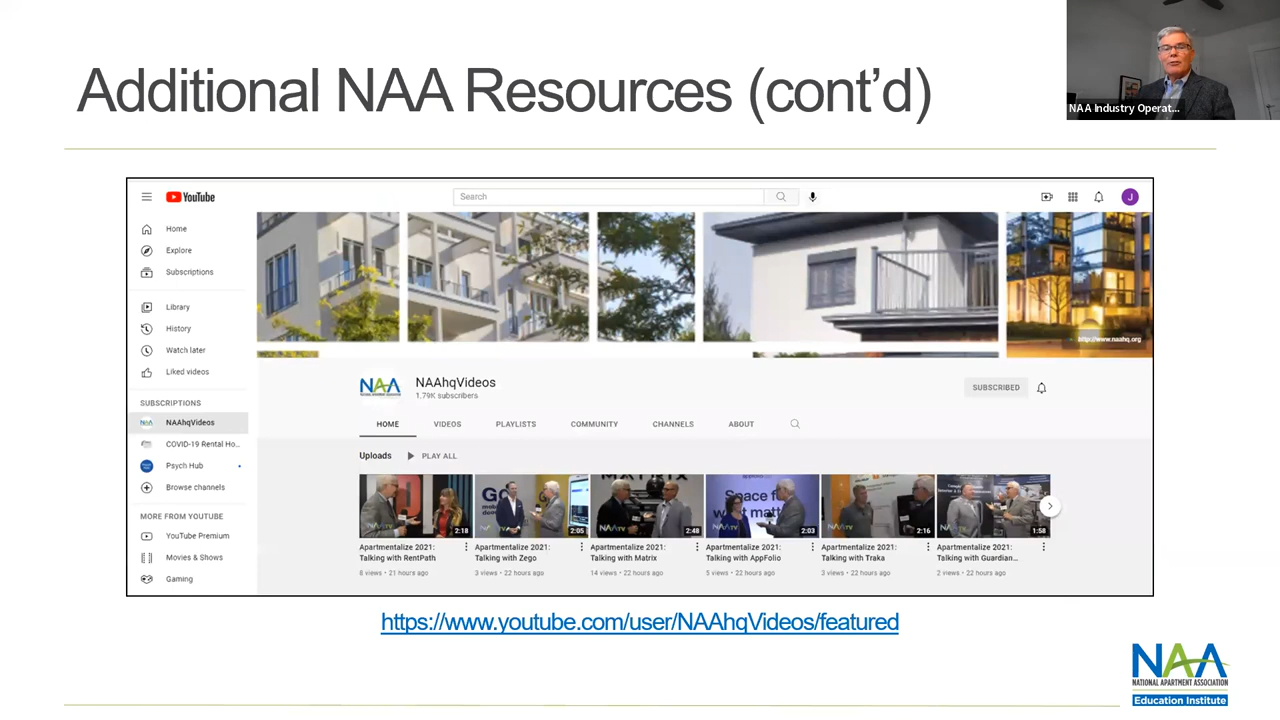 Additional NAA Resources (cont’d)
NAA Industry Operat...
YouTube
Search
J
Home
Explore
Subscriptions
Library
History
Watch later
Liked videos
SUBSCRIPTIONS
NAAhqVideos
COVID-19 Rental Ho...
Psych Hub
Browse channels
MORE FROM YOUTUBE
YouTube Premium
Movies & Shows
Gaming
http://www.naahq.org
NAA
NAAhqVideos
1.79K subscribers
SUBSCRIBED
HOME VIDEOS PLAYLISTS COMMUNITY CHANNELS ABOUT
Uploads PLAY ALL
2:18 2:05 2:48 2:03 2:16 1:58
Apartmentalize 2021: Apartmentalize 2021: Apartmentalize 2021: Apartmentalize 2021: Apartmentalize 2021: Apartmentalize 2021:
Talking with RentPath Talking with Zego Talking with Matrix Talking with AppFolio Talking with Traka Talking with Guardian...
8 views • 21 hours ago 3 views • 22 hours ago 14 views • 22 hours ago 5 views • 22 hours ago 3 views • 22 hours ago 2 views • 22 hours ago
https://www.youtube.com/user/NAAhqVideos/featured
NAA
NATIONAL APARTMENT ASSOCIATION
Education Institute